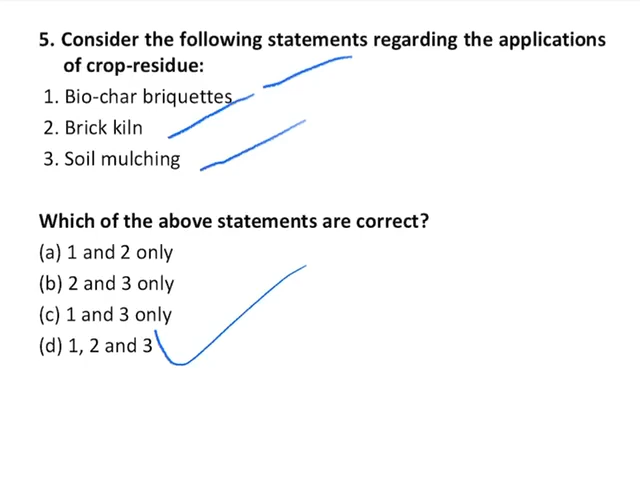 5. Consider the following statements regarding the applications
of crop-residue:
1. Bio-char briquettes
2. Brick kiln
3. Soil mulching
Which of the above statements are correct?
(a) 1 and 2 only
(b) 2 and 3 only
(c) 1 and 3 only
(d) 1, 2 and 3